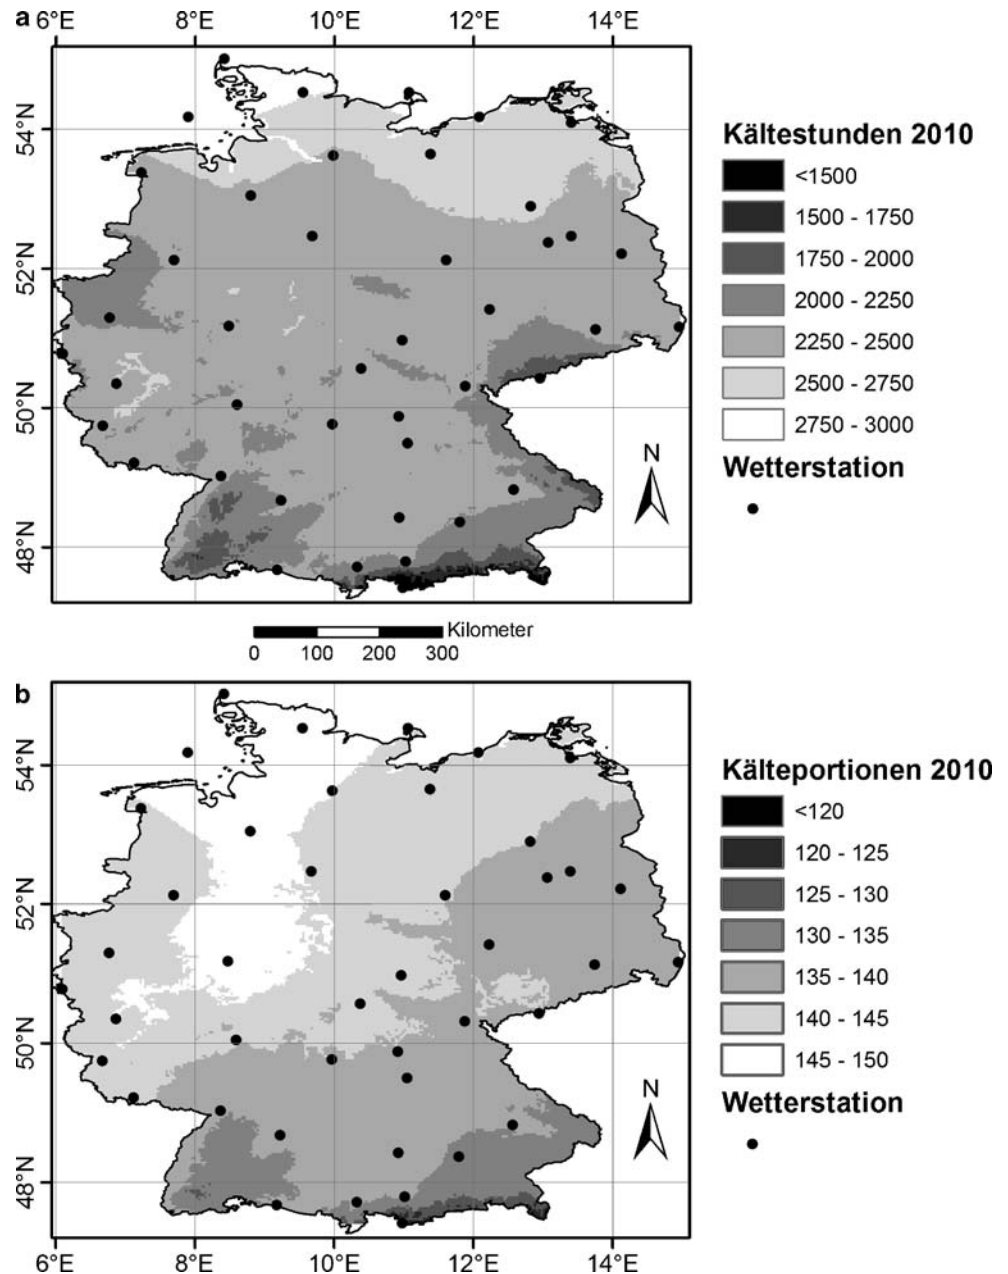 a
6°E 8°E 10°E 12°E 14°E
54°N
52°N
50°N
48°N
Kältestunden 2010
<1500
1500 - 1750
1750 - 2000
2000 - 2250
2250 - 2500
2500 - 2750
2750 - 3000
Wetterstation
N
Kilometer
0 100 200 300
b
54°N
52°N
50°N
48°N
Kälteportionen 2010
<120
120 - 125
125 - 130
130 - 135
135 - 140
140 - 145
145 - 150
Wetterstation
N
6°E 8°E 10°E 12°E 14°E